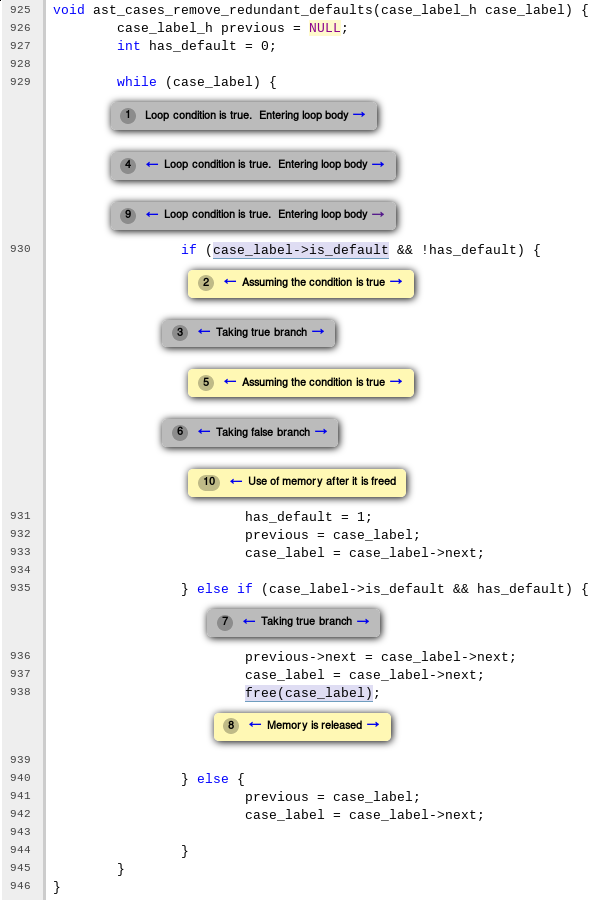 925 void ast_cases_remove_redundant_defaults(case_label_h case_label) {
926 case_label_h previous = NULL;
927 int has_default = 0;
928
929 while (case_label) {
1 Loop condition is true. Entering loop body →
4 ← Loop condition is true. Entering loop body →
9 ← Loop condition is true. Entering loop body →
930 if (case_label->is_default && !has_default) {
2 ← Assuming the condition is true →
3 ← Taking true branch →
5 ← Assuming the condition is true →
6 ← Taking false branch →
10 ← Use of memory after it is freed
931 has_default = 1;
932 previous = case_label;
933 case_label = case_label->next;
934
935 } else if (case_label->is_default && has_default) {
7 ← Taking true branch →
936 previous->next = case_label->next;
937 case_label = case_label->next;
938 free(case_label);
8 ← Memory is released →
939
940 } else {
941 previous = case_label;
942 case_label = case_label->next;
943
944 }
945 }
946 }